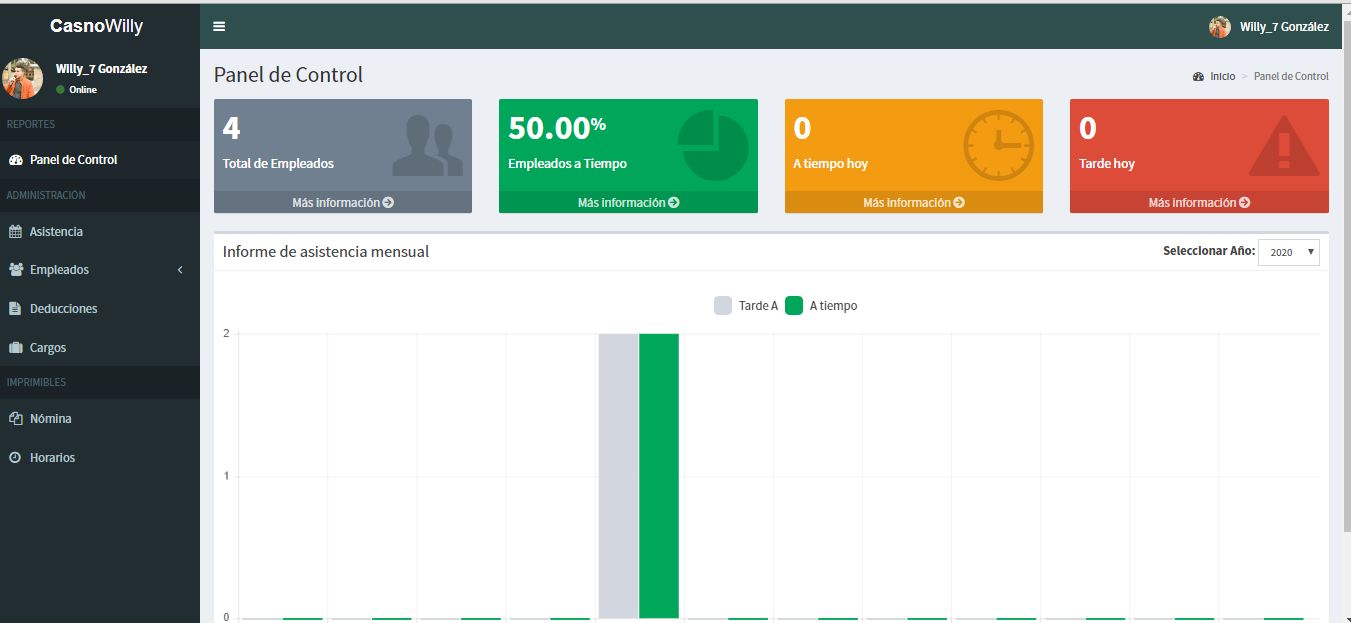 CasnoWilly
Willy_7 González
Willy_7 González
Online
REPORTES
Panel de Control
ADMINISTRACIÓN
Asistencia
Empleados
Deducciones
Cargos
IMPRIMIBLES
Nómina
Horarios
Panel de Control
Inicio > Panel de Control
4
Total de Empleados
Más información
50.00%
Empleados a Tiempo
Más información
0
A tiempo hoy
Más información
0
Tarde hoy
Más información
Informe de asistencia mensual
Seleccionar Año: 2020
Tarde A A tiempo
2
1
0